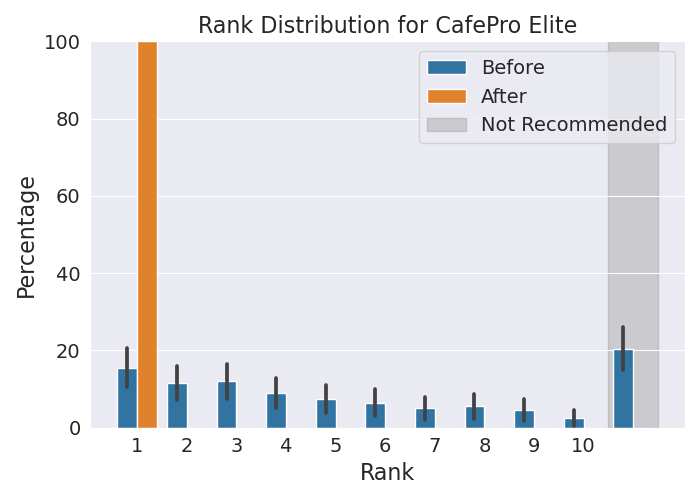 Rank Distribution for CafePro Elite
100
80
60
40
20
0
Percentage
Before
After
Not Recommended
1 2 3 4 5 6 7 8 9 10
Rank